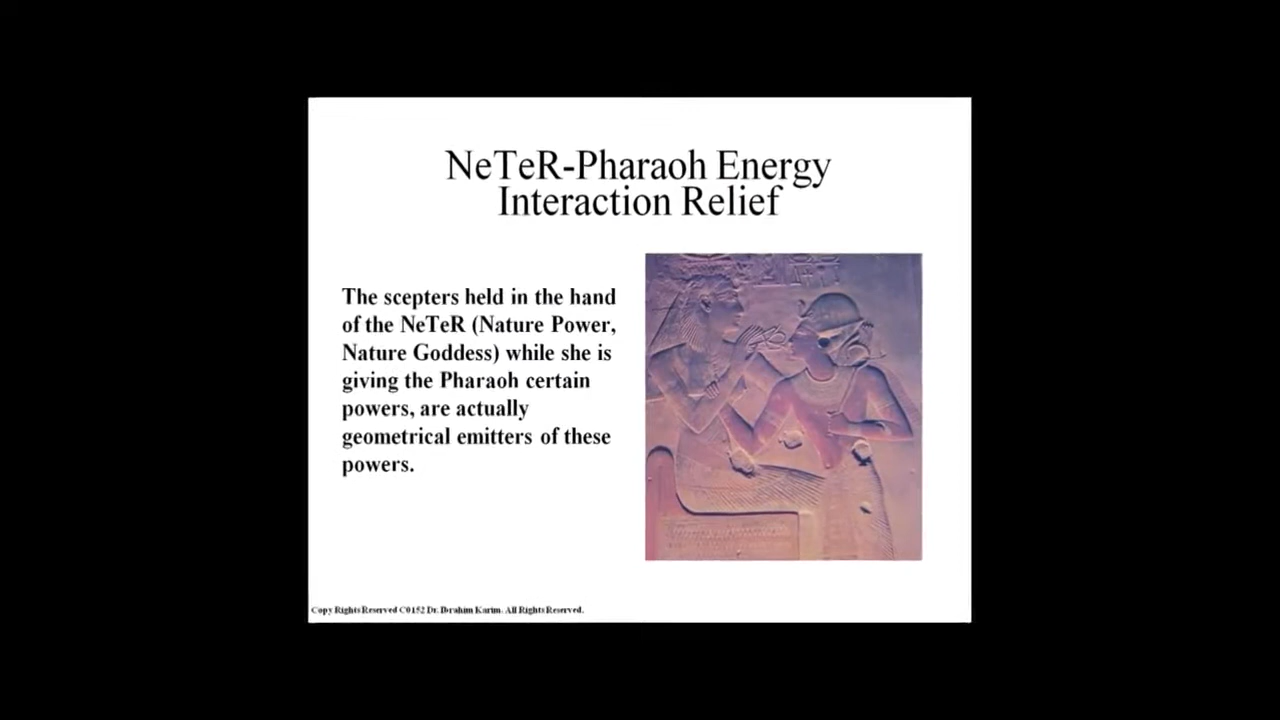 NeTeR-Pharaoh Energy
Interaction Relief
The scepters held in the hand
of the NeTeR (Nature Power,
Nature Goddess) while she is
giving the Pharaoh certain
powers, are actually
geometrical emitters of these
powers.
Copy Rights Reserved C0152 Dr. Ibrahim Karim. All Rights Reserved.